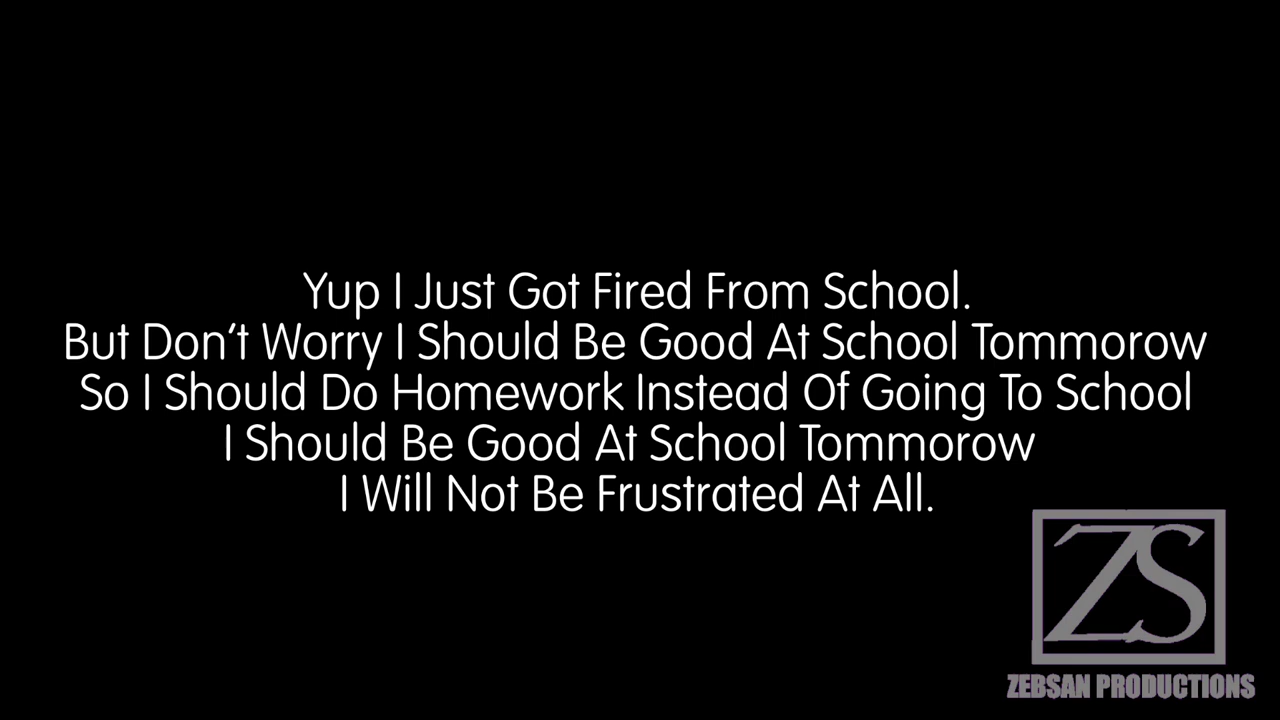 Yup I Just Got Fired From School.
But Don't Worry I Should Be Good At School Tommorow
So I Should Do Homework Instead Of Going To School
I Should Be Good At School Tommorow
I Will Not Be Frustrated At All.
ZS
ZEBSAN PRODUCTIONS